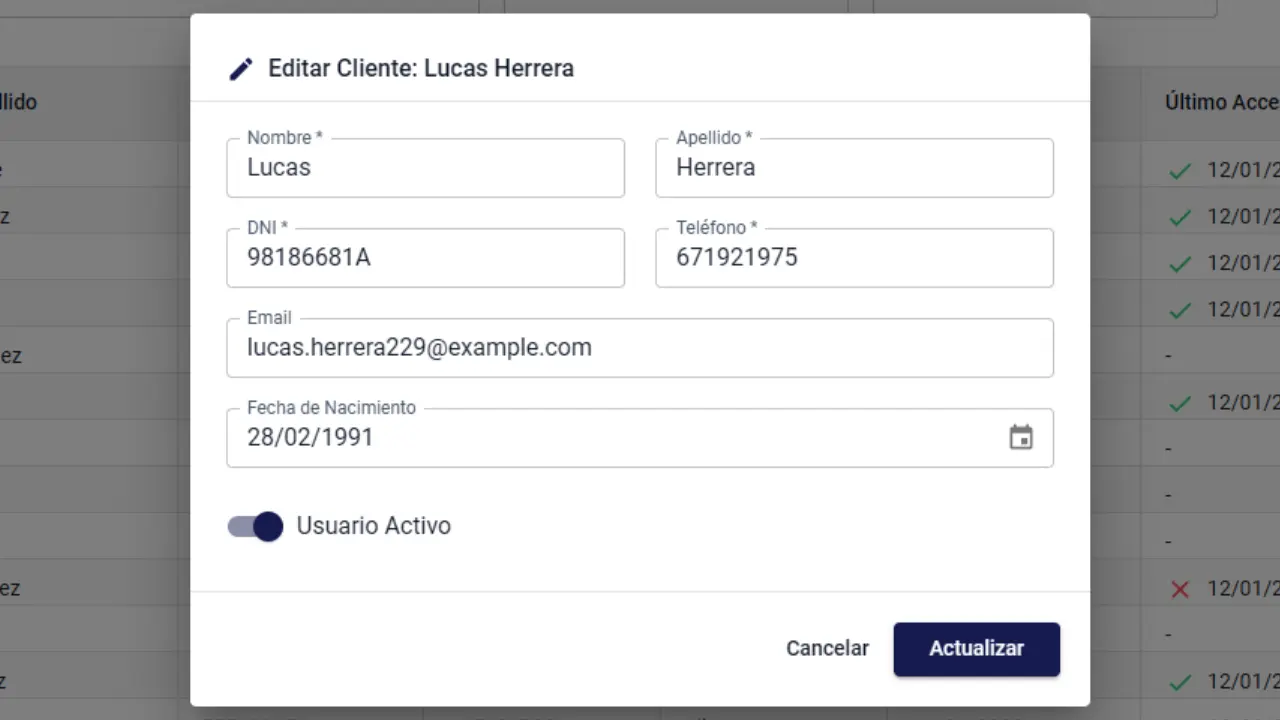 Editar Cliente: Lucas Herrera
Último Acce
Nombre *
Lucas
Apellido *
Herrera
12/01/2
DNI *
98186681A
Teléfono *
671921975
12/01/2
z
12/01/2
Email
lucas.herrera229@example.com
12/01/2
ez
-
Fecha de Nacimiento
28/02/1991
12/01/2
-
-
Usuario Activo
-
ez
12/01/2
-
Cancelar
Actualizar
z
12/01/2